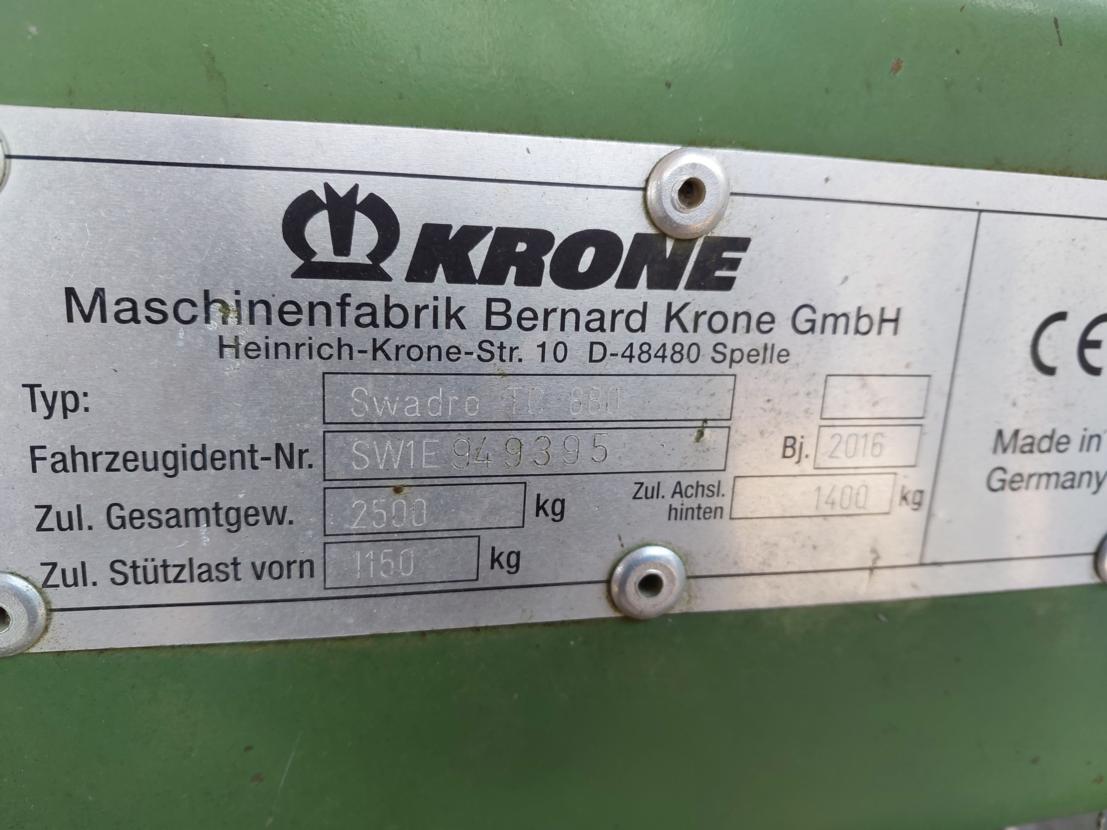 KRONE
Maschinenfabrik Bernard Krone GmbH
Heinrich-Krone-Str. 10 D-48480 Spelle
Typ: Swadro TC 880
Fahrzeugident-Nr. SW1E 949395 Bj. 2016
Zul. Gesamtgew. 2500 kg Zul. Achsl. hinten 1400 kg
Zul. Stützlast vorn 1150 kg
CE
Made in
Germany